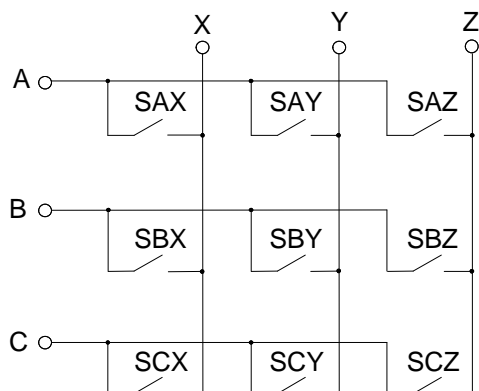 X Y Z
A
SAX SAY SAZ
B
SBX SBY SBZ
C
SCX SCY SCZ